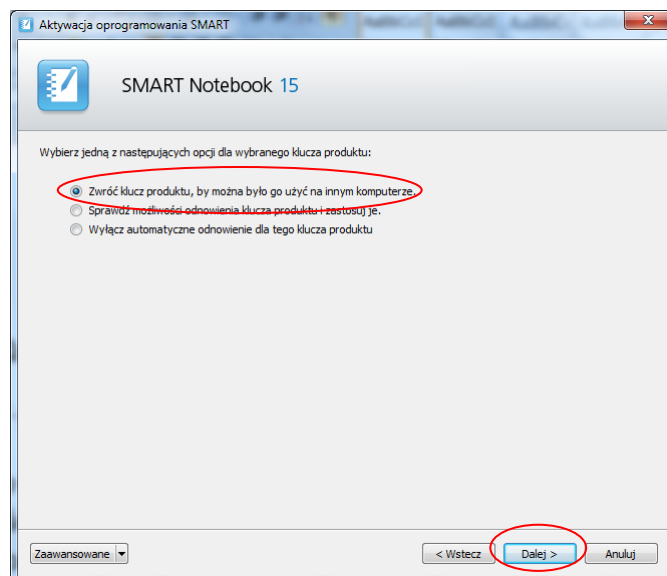 Aktywacja oprogramowania SMART
SMART Notebook 15
Wybierz jedną z następujących opcji dla wybranego klucza produktu:
Zwróć klucz produktu, by można było go użyć na innym komputerze.
Sprawdź możliwości odnowienia klucza produktu i zastosuj je.
Wyłącz automatyczne odnowienie dla tego klucza produktu
Zaawansowane
< Wstecz
Dalej >
Anuluj